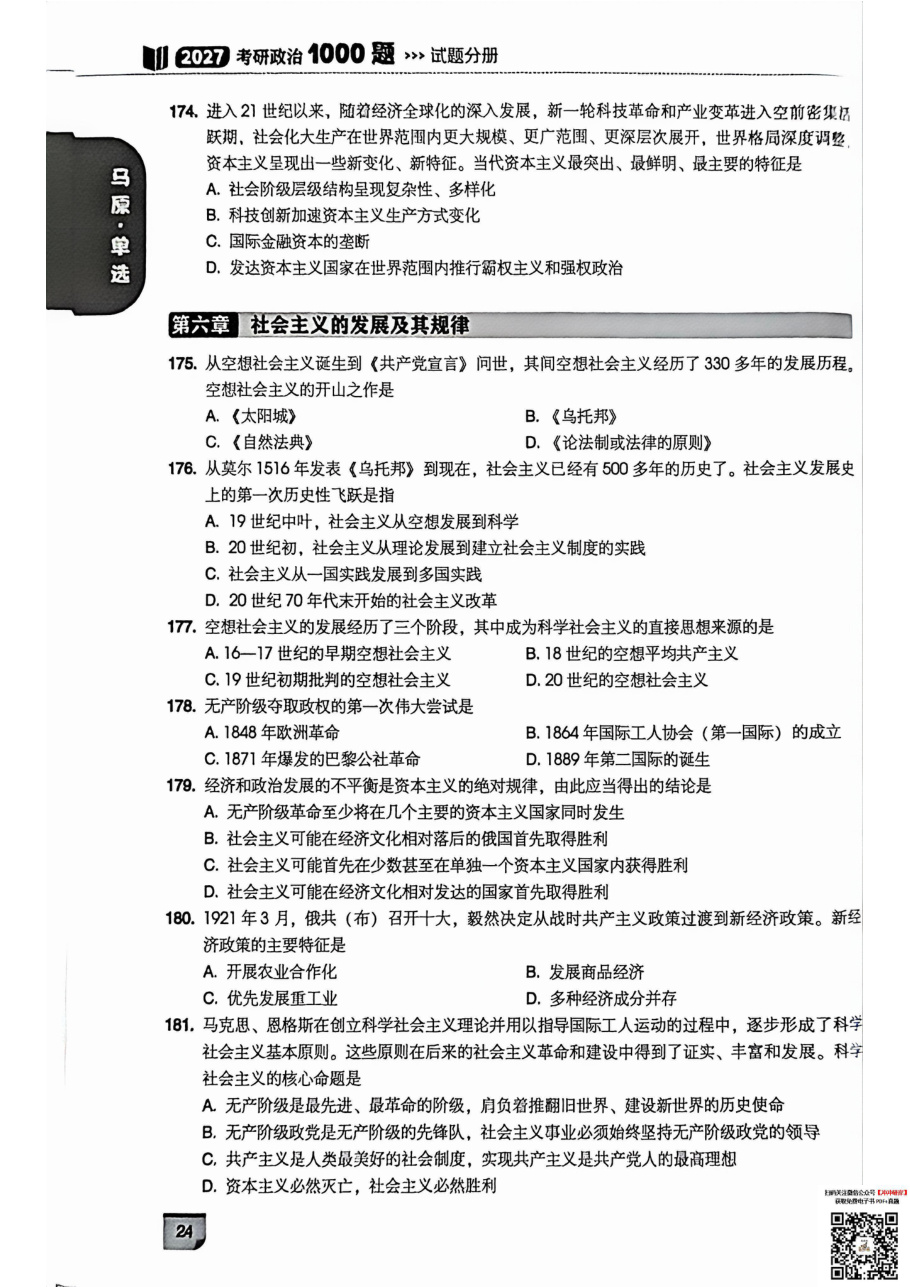 2027 考研政治1000题 >>> 试题分册
马原·单选
174. 进入 21 世纪以来，随着经济全球化的深入发展，新一轮科技革命和产业变革进入空前密集活
跃期，社会化大生产在世界范围内更大规模、更广范围、更深层次展开，世界格局深度调整，
资本主义呈现出一些新变化、新特征。当代资本主义最突出、最鲜明、最主要的特征是
A. 社会阶级层级结构呈现复杂性、多样化
B. 科技创新加速资本主义生产方式变化
C. 国际金融资本的垄断
D. 发达资本主义国家在世界范围内推行霸权主义和强权政治
第六章 社会主义的发展及其规律
175. 从空想社会主义诞生到《共产党宣言》问世，其间空想社会主义经历了 330 多年的发展历程。
空想社会主义的开山之作是
A. 《太阳城》 B. 《乌托邦》
C. 《自然法典》 D. 《论法制或法律的原则》
176. 从莫尔 1516 年发表《乌托邦》到现在，社会主义已经有 500 多年的历史了。社会主义发展史
上的第一次历史性飞跃是指
A. 19 世纪中叶，社会主义从空想发展到科学
B. 20 世纪初，社会主义从理论发展到建立社会主义制度的实践
C. 社会主义从一国实践发展到多国实践
D. 20 世纪 70 年代末开始的社会主义改革
177. 空想社会主义的发展经历了三个阶段，其中成为科学社会主义的直接思想来源的是
A. 16—17 世纪的早期空想社会主义 B. 18 世纪的空想平均共产主义
C. 19 世纪初期批判的空想社会主义 D. 20 世纪的空想社会主义
178. 无产阶级夺取政权的第一次伟大尝试是
A. 1848 年欧洲革命 B. 1864 年国际工人协会（第一国际）的成立
C. 1871 年爆发的巴黎公社革命 D. 1889 年第二国际的诞生
179. 经济和政治发展的不平衡是资本主义的绝对规律，由此应当得出的结论是
A. 无产阶级革命至少将在几个主要的资本主义国家同时发生
B. 社会主义可能在经济文化相对落后的俄国首先取得胜利
C. 社会主义可能首先在少数甚至在单独一个资本主义国家内获得胜利
D. 社会主义可能在经济文化相对发达的国家首先取得胜利
180. 1921 年 3 月，俄共（布）召开十大，毅然决定从战时共产主义政策过渡到新经济政策。新经
济政策的主要特征是
A. 开展农业合作化 B. 发展商品经济
C. 优先发展重工业 D. 多种经济成分并存
181. 马克思、恩格斯在创立科学社会主义理论并用以指导国际工人运动的过程中，逐步形成了科学
社会主义基本原则。这些原则在后来的社会主义革命和建设中得到了证实、丰富和发展。科学
社会主义的核心命题是
A. 无产阶级是最先进、最革命的阶级，肩负着推翻旧世界、建设新世界的历史使命
B. 无产阶级政党是无产阶级的先锋队，社会主义事业必须始终坚持无产阶级政党的领导
C. 共产主义是人类最美好的社会制度，实现共产主义是共产党人的最高理想
D. 资本主义必然灭亡，社会主义必然胜利
扫码关注微信公众号【冲冲研宝】
获取免费电子书PDF+真题
24